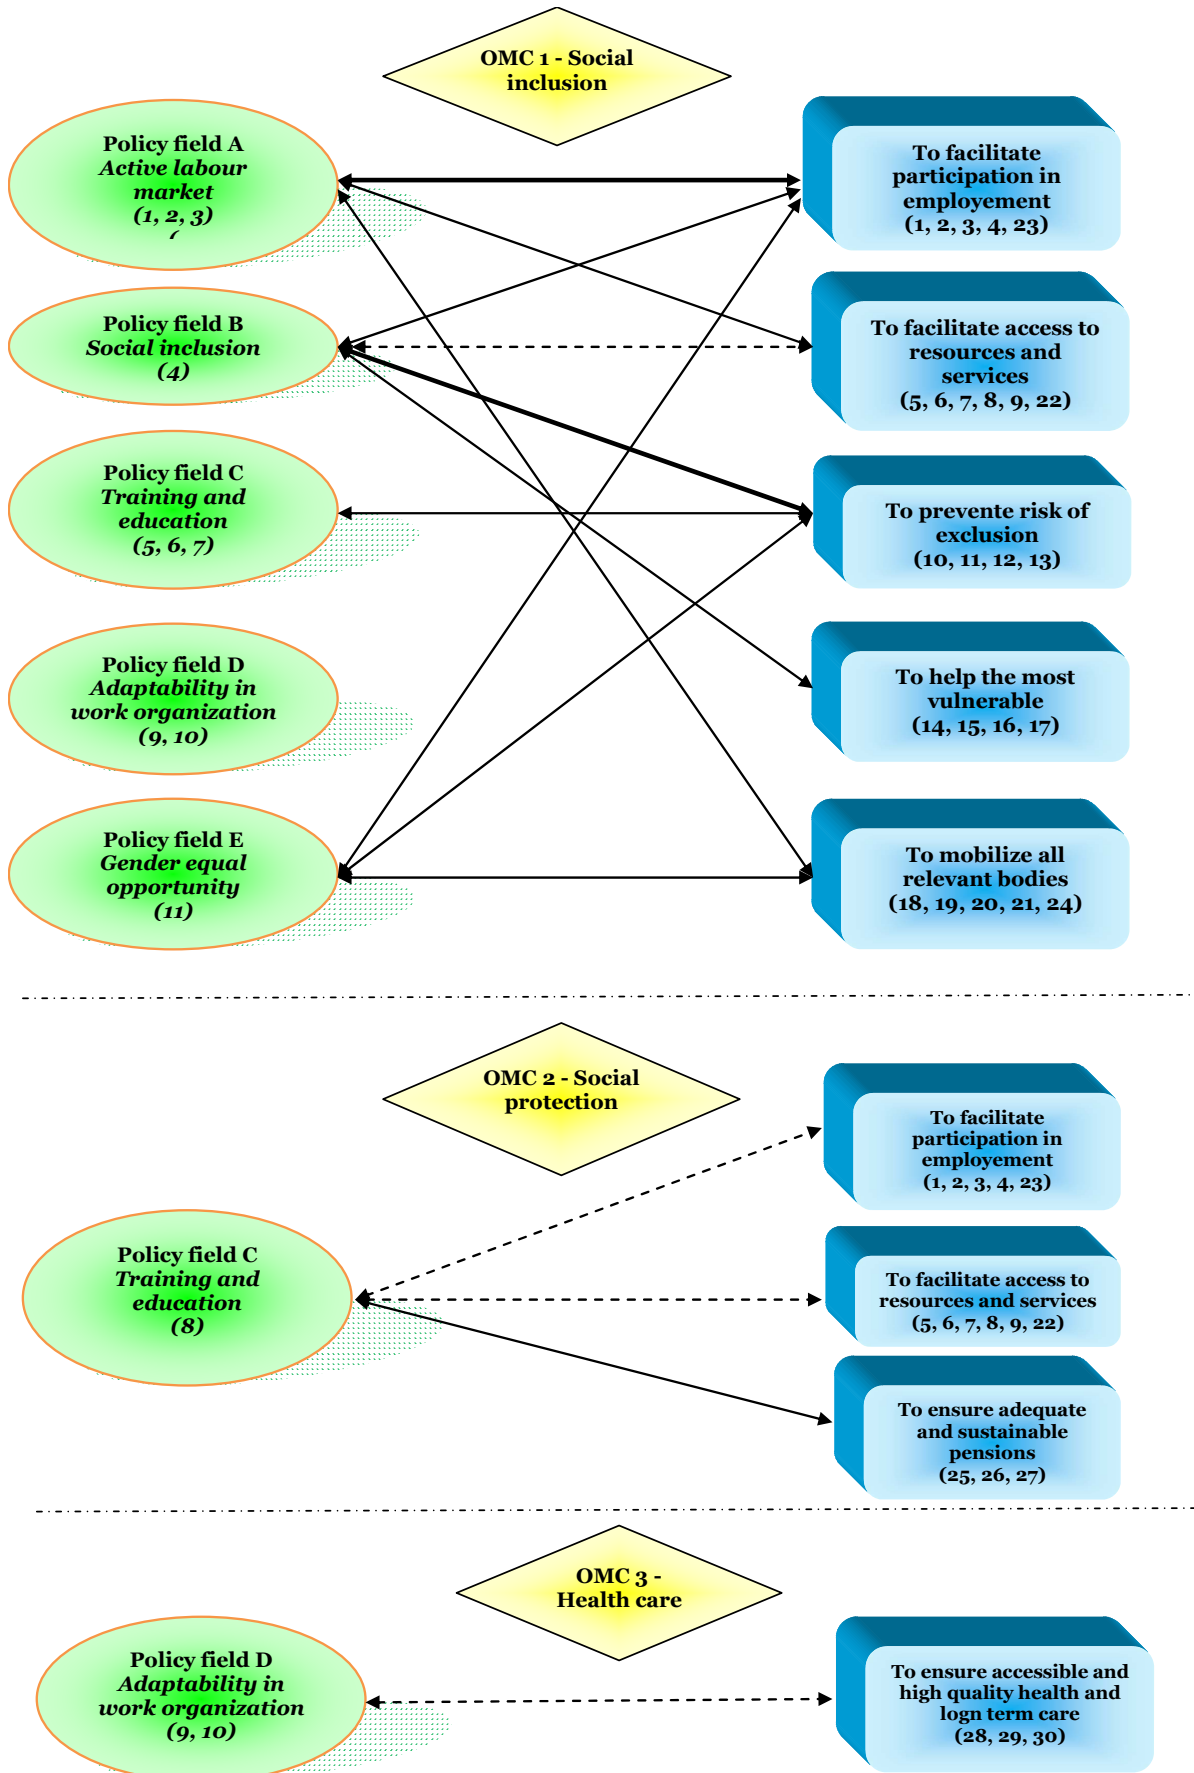 OMC 1 - Social
inclusion
Policy field A
Active labour
market
(1, 2, 3)
(
To facilitate
participation in
employement
(1, 2, 3, 4, 23)
Policy field B
Social inclusion
(4)
To facilitate access to
resources and
services
(5, 6, 7, 8, 9, 22)
Policy field C
Training and
education
(5, 6, 7)
To prevente risk of
exclusion
(10, 11, 12, 13)
Policy field D
Adaptability in
work organization
(9, 10)
To help the most
vulnerable
(14, 15, 16, 17)
Policy field E
Gender equal
opportunity
(11)
To mobilize all
relevant bodies
(18, 19, 20, 21, 24)
OMC 2 - Social
protection
To facilitate
participation in
employement
(1, 2, 3, 4, 23)
Policy field C
Training and
education
(8)
To facilitate access to
resources and services
(5, 6, 7, 8, 9, 22)
To ensure adequate
and sustainable
pensions
(25, 26, 27)
OMC 3 -
Health care
Policy field D
Adaptability in
work organization
(9, 10)
To ensure accessible and
high quality health and
logn term care
(28, 29, 30)